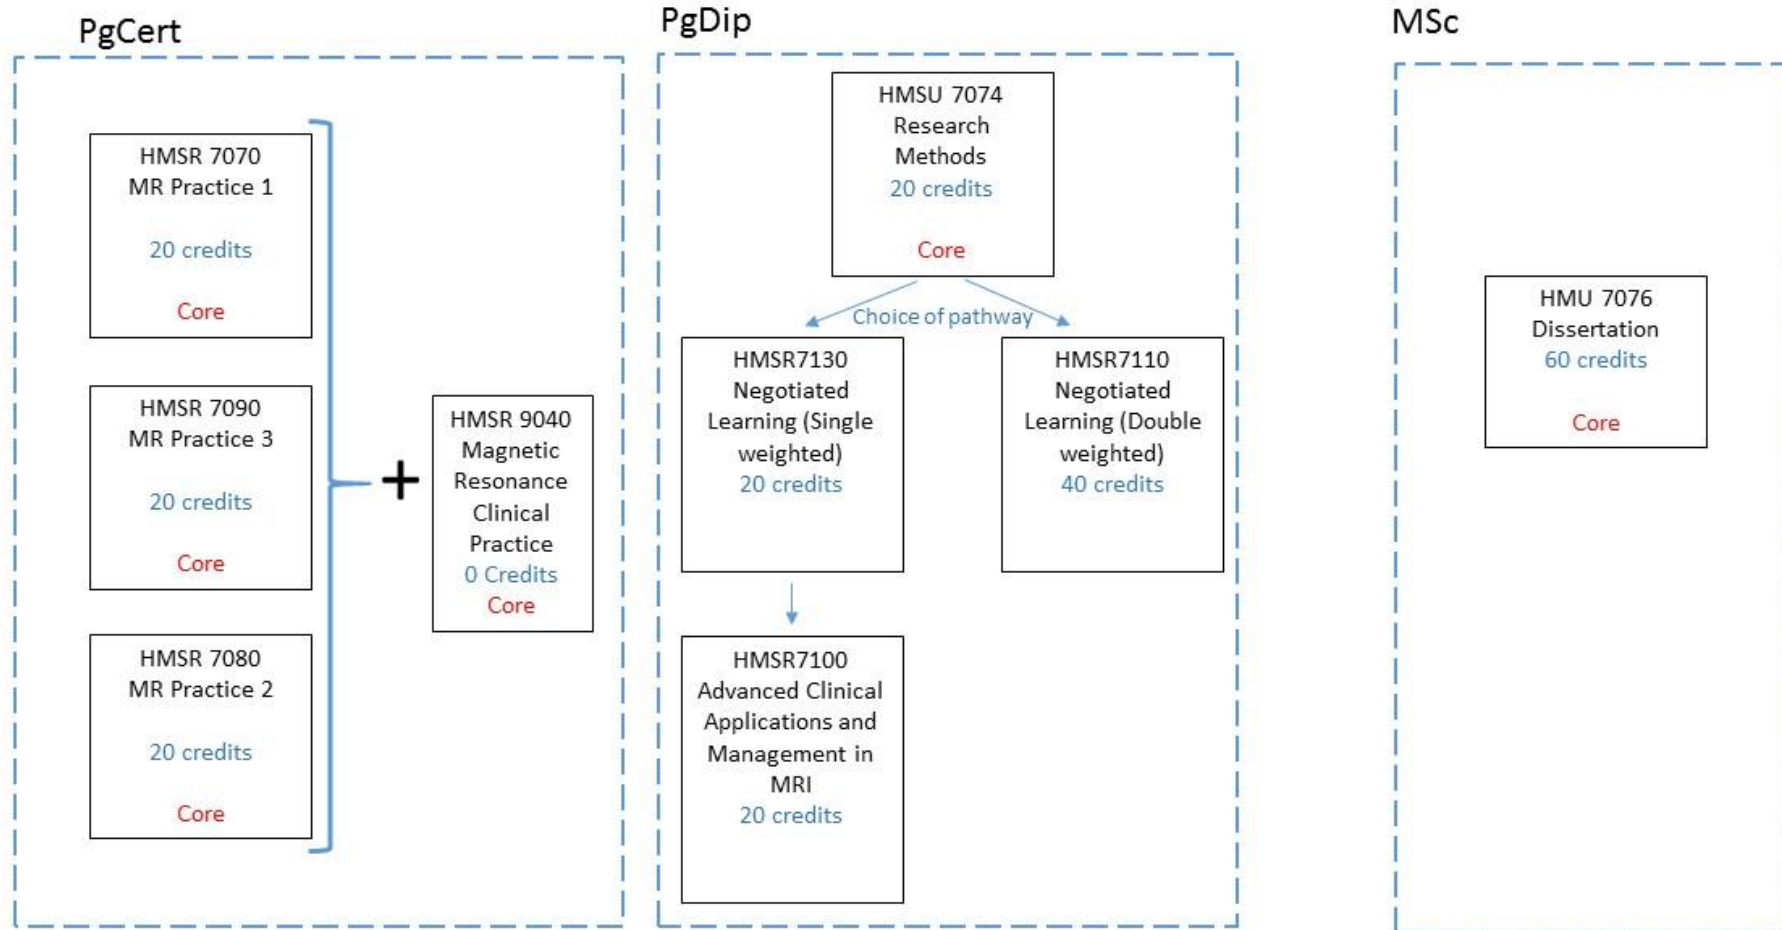 PgCert
HMSR 7070
MR Practice 1
20 credits
Core
HMSR 7090
MR Practice 3
20 credits
Core
HMSR 7080
MR Practice 2
20 credits
Core
+
HMSR 9040
Magnetic
Resonance
Clinical
Practice
0 Credits
Core
PgDip
HMSU 7074
Research
Methods
20 credits
Core
Choice of pathway
HMSR7130
Negotiated
Learning (Single
weighted)
20 credits
HMSR7110
Negotiated
Learning (Double
weighted)
40 credits
HMSR7100
Advanced Clinical
Applications and
Management in
MRI
20 credits
MSc
HMU 7076
Dissertation
60 credits
Core